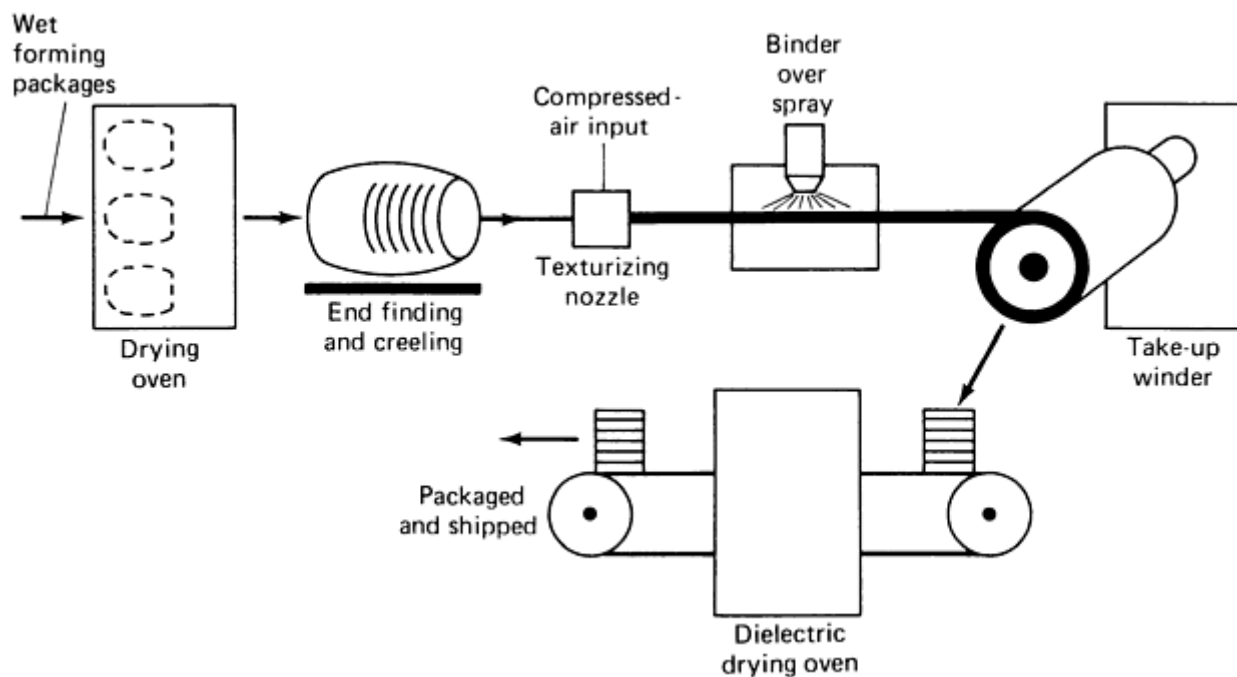 Wet
forming
packages
Drying
oven
End finding
and creeling
Compressed-
air input
Texturizing
nozzle
Binder
over
spray
Take-up
winder
Packaged
and shipped
Dielectric
drying oven